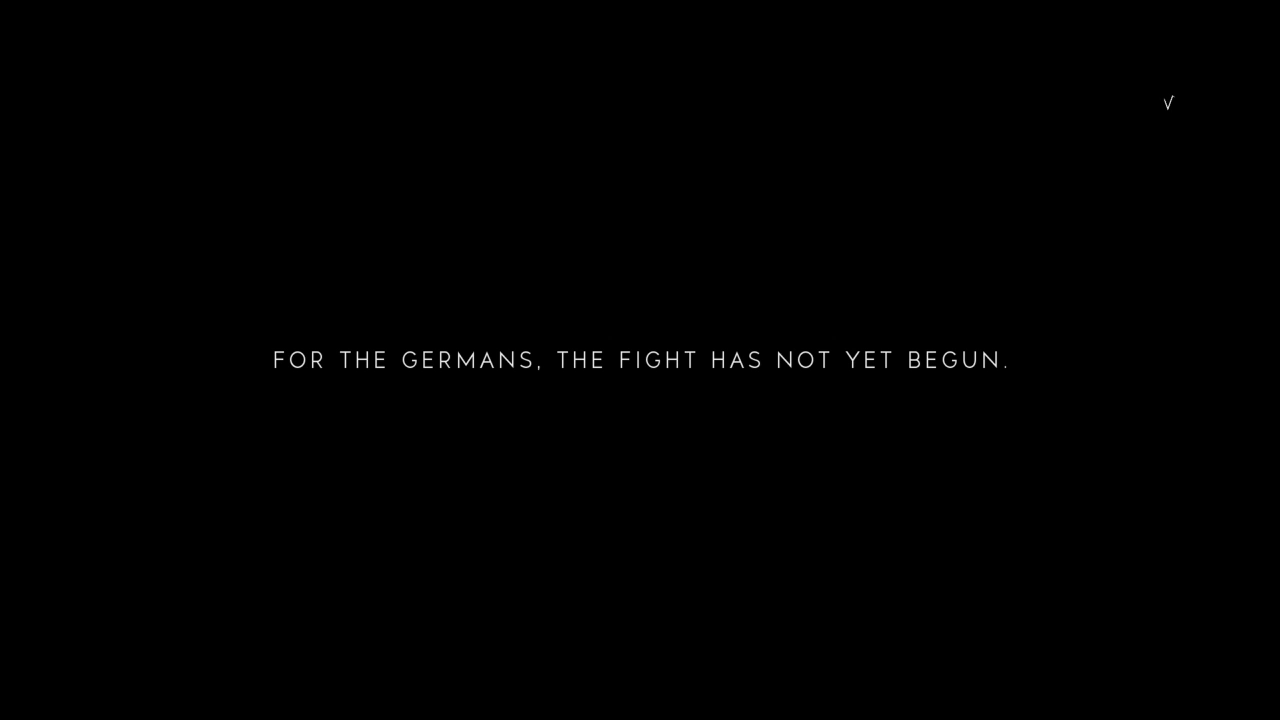 √
FOR THE GERMANS, THE FIGHT HAS NOT YET BEGUN.